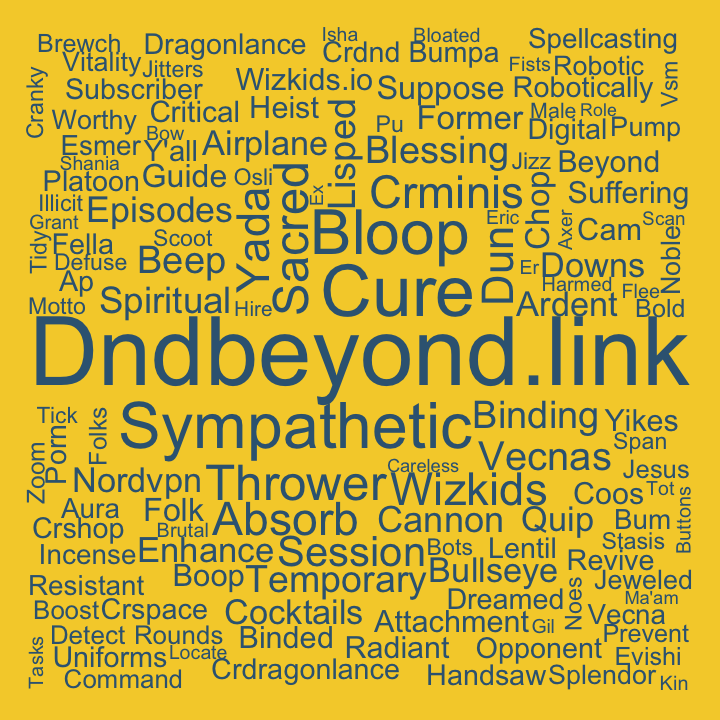 Brewch
Dragonlance
Isha
Bloated
Spellcasting
Vitality
Jitters
Crdnd
Bumpa
Fists
Robotic
Cranky
Subscriber
Wizkids.io
Suppose
Robotically
Vsm
Worthy
Critical
Heist
Lisped
Pu
Former
Male
Role
Bow
Esmer
Y'all
Airplane
Blessing
Digital
Pump
Shania
Jizz
Beyond
Platoon
Guide
Osli
Sacred
Ex
Crminis
Chop
Suffering
Illicit
Episodes
Yada
Bloop
Eric
Axer
Cam
Scan
Grant
Tidy
Fella
Scoot
Dun
Noble
Defuse
Beep
Er
Downs
Ap
Cure
Harmed
Flee
Motto
Spiritual
Hire
Ardent
Bold
Dndbeyond.link
Tick
Folks
Sympathetic
Binding
Yikes
Porn
Span
Zoom
Careless
Vecnas
Jesus
Nordvpn
Thrower
Wizkids
Coos
Tot
Buttons
Aura
Folk
Absorb
Cannon
Quip
Bum
Crshop
Brutal
Stasis
Incense
Enhance
Session
Bots
Lentil
Revive
Resistant
Boop
Temporary
Bullseye
Jeweled
Boost
Crspace
Cocktails
Dreamed
Noes
Ma'am
Attachment
Gil
Vecna
Detect
Rounds
Binded
Radiant
Opponent
Prevent
Tasks
Uniforms
Locate
Evishi
Command
Crdragonlance
Handsaw
Splendor
Kin